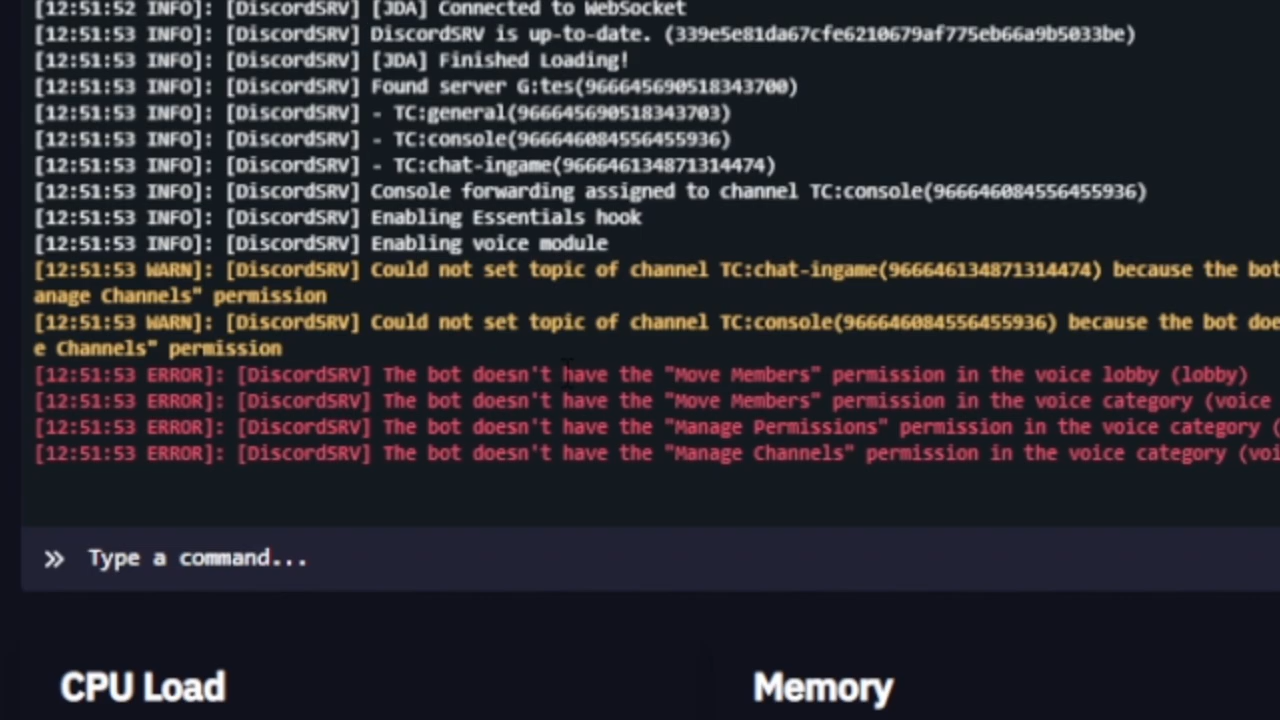 [12:51:52 INFO]: [DiscordSRV] [JDA] Connected to WebSocket
[12:51:53 INFO]: [DiscordSRV] DiscordSRV is up-to-date. (339e5e81da67cfe6210679af775eb66a9b5033be)
[12:51:53 INFO]: [DiscordSRV] [JDA] Finished Loading!
[12:51:53 INFO]: [DiscordSRV] Found server G:tes(966645690518343700)
[12:51:53 INFO]: [DiscordSRV] - TC:general(966645690518343703)
[12:51:53 INFO]: [DiscordSRV] - TC:console(966646084556455936)
[12:51:53 INFO]: [DiscordSRV] - TC:chat-ingame(966646134871314474)
[12:51:53 INFO]: [DiscordSRV] Console forwarding assigned to channel TC:console(966646084556455936)
[12:51:53 INFO]: [DiscordSRV] Enabling Essentials hook
[12:51:53 INFO]: [DiscordSRV] Enabling voice module
[12:51:53 WARN]: [DiscordSRV] Could not set topic of channel TC:chat-ingame(966646134871314474) because the bot
anage Channels" permission
[12:51:53 WARN]: [DiscordSRV] Could not set topic of channel TC:console(966646084556455936) because the bot doe
e Channels" permission
[12:51:53 ERROR]: [DiscordSRV] The bot doesn't have the "Move Members" permission in the voice lobby (lobby)
[12:51:53 ERROR]: [DiscordSRV] The bot doesn't have the "Move Members" permission in the voice category (voice
[12:51:53 ERROR]: [DiscordSRV] The bot doesn't have the "Manage Permissions" permission in the voice category (
[12:51:53 ERROR]: [DiscordSRV] The bot doesn't have the "Manage Channels" permission in the voice category (voi
» Type a command...
CPU Load
Memory